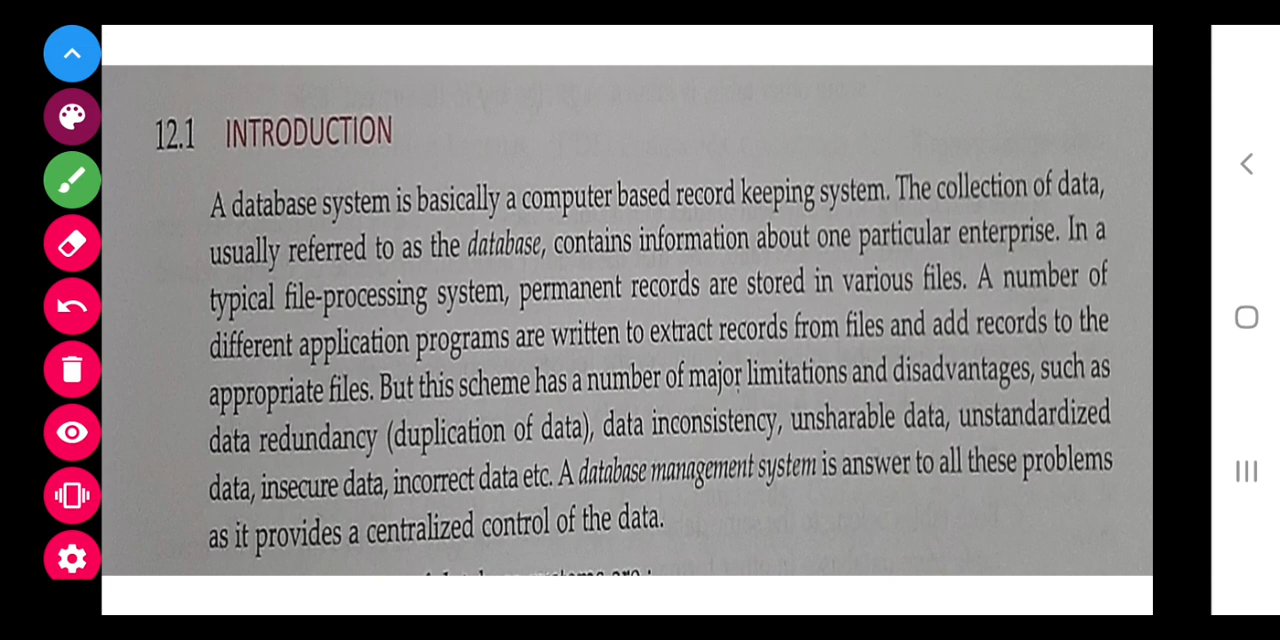 12.1 INTRODUCTION
A database system is basically a computer based record keeping system. The collection of data,
usually referred to as the database, contains information about one particular enterprise. In a
typical file-processing system, permanent records are stored in various files. A number of
different application programs are written to extract records from files and add records to the
appropriate files. But this scheme has a number of major limitations and disadvantages, such as
data redundancy (duplication of data), data inconsistency, unsharable data, unstandardized
data, insecure data, incorrect data etc. A database management system is answer to all these problems
as it provides a centralized control of the data.